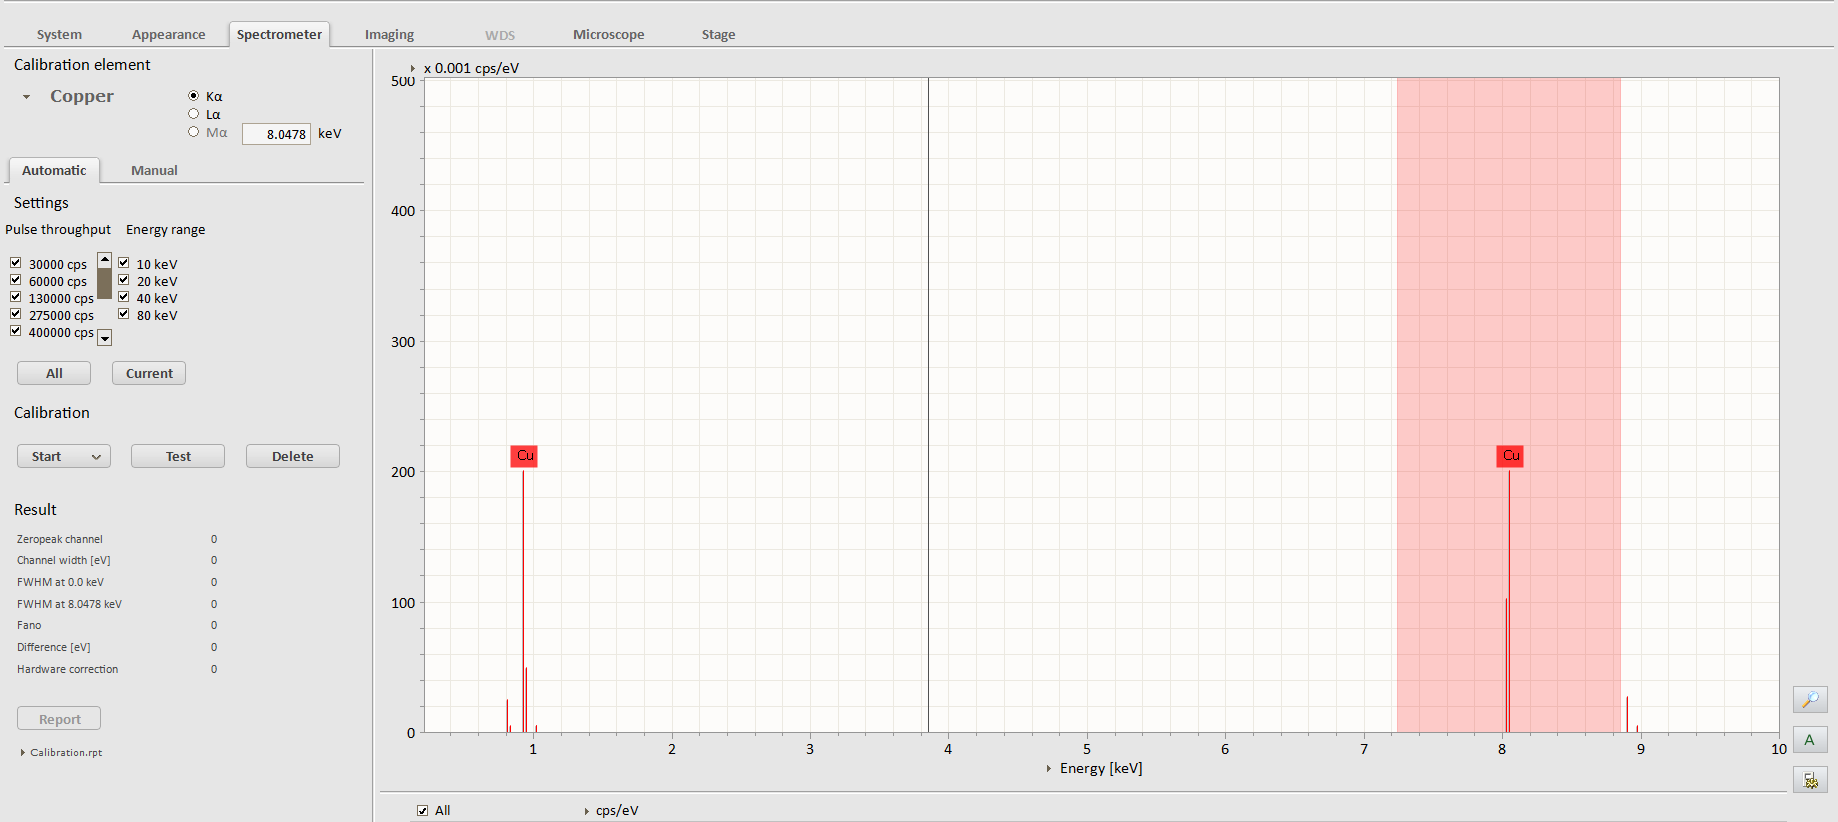 System Appearance Spectrometer Imaging WDS Microscope Stage
Calibration element
Copper
Kα
Lα
Mα 8.0478 keV
Automatic Manual
Settings
Pulse throughput Energy range
30000 cps 10 keV
60000 cps 20 keV
130000 cps 40 keV
275000 cps 80 keV
400000 cps
All Current
Calibration
Start Test Delete
Result
Zeropeak channel 0
Channel width [eV] 0
FWHM at 0.0 keV 0
FWHM at 8.0478 keV 0
Fano 0
Difference [eV] 0
Hardware correction 0
Report
Calibration.rpt
x 0.001 cps/eV
500
400
300
200
100
0
Cu Cu
1 2 3 4 5 6 7 8 9 10
Energy [keV]
A
All cps/eV